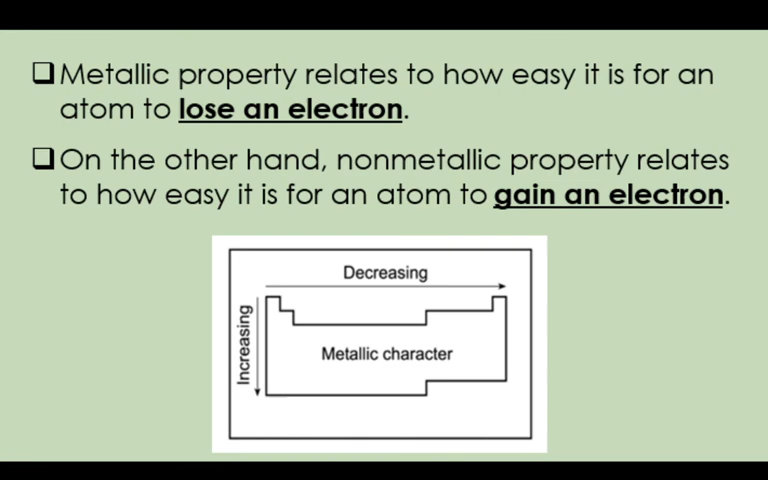 ❑Metallic property relates to how easy it is for an
atom to lose an electron.
❑On the other hand, nonmetallic property relates
to how easy it is for an atom to gain an electron.
Decreasing
Increasing
Metallic character